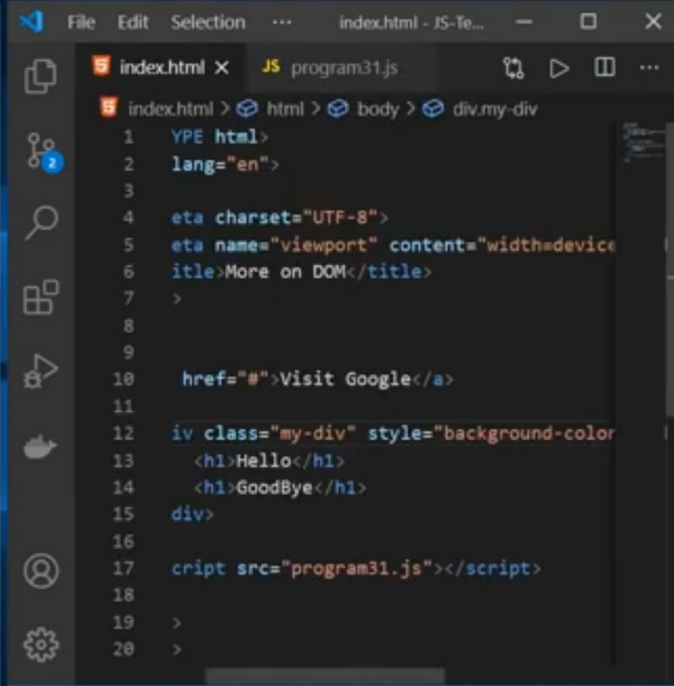 File Edit Selection ··· index.html - JS-Te...
index.html JS program31.js ···
index.html > html > body > div.my-div
1 YPE html>
2 lang="en">
3
4 eta charset="UTF-8">
5 eta name="viewport" content="width=device
6 itle>More on DOM</title>
7 >
8
9
10 href="#">Visit Google</a>
11
12 iv class="my-div" style="background-color
13 <h1>Hello</h1>
14 <h1>GoodBye</h1>
15 div>
16
17 cript src="program31.js"></script>
18
19 >
20 >
2